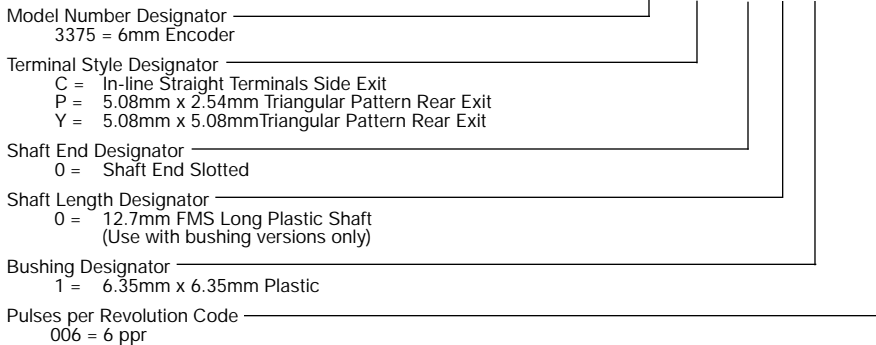 Model Number Designator
3375 = 6mm Encoder
Terminal Style Designator
C = In-line Straight Terminals Side Exit
P = 5.08mm x 2.54mm Triangular Pattern Rear Exit
Y = 5.08mm x 5.08mmTriangular Pattern Rear Exit
Shaft End Designator
0 = Shaft End Slotted
Shaft Length Designator
0 = 12.7mm FMS Long Plastic Shaft
(Use with bushing versions only)
Bushing Designator
1 = 6.35mm x 6.35mm Plastic
Pulses per Revolution Code
006 = 6 ppr